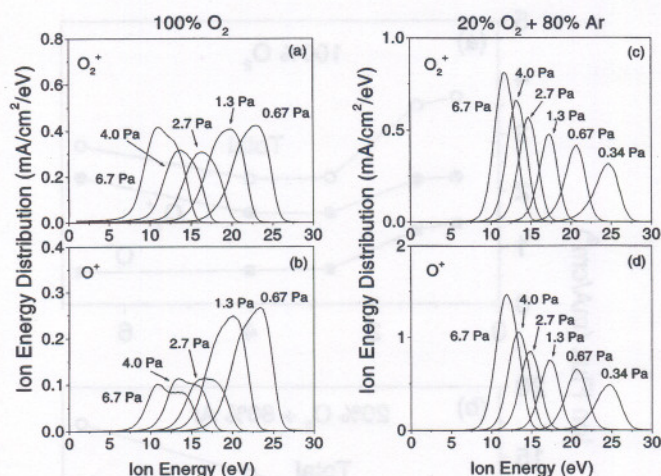 100% O2
20% O2 + 80% Ar
Ion Energy Distribution (mA/cm2/eV)
0.8
0.6
0.4
0.2
0.0
O2+
(a)
6.7 Pa
4.0 Pa
2.7 Pa
1.3 Pa
0.67 Pa
0 5 10 15 20 25 30
0.4
0.3
0.2
0.1
0.0
O+
(b)
6.7 Pa
4.0 Pa
2.7 Pa
1.3 Pa
0.67 Pa
0 5 10 15 20 25 30
Ion Energy (eV)
Ion Energy Distribution (mA/cm2/eV)
1.0
0.5
0.0
O2+
(c)
6.7 Pa
4.0 Pa
2.7 Pa
1.3 Pa
0.67 Pa
0.34 Pa
0 5 10 15 20 25 30
2
1
0
O+
(d)
6.7 Pa
4.0 Pa
2.7 Pa
1.3 Pa
0.67 Pa
0.34 Pa
0 5 10 15 20 25 30
Ion Energy (eV)